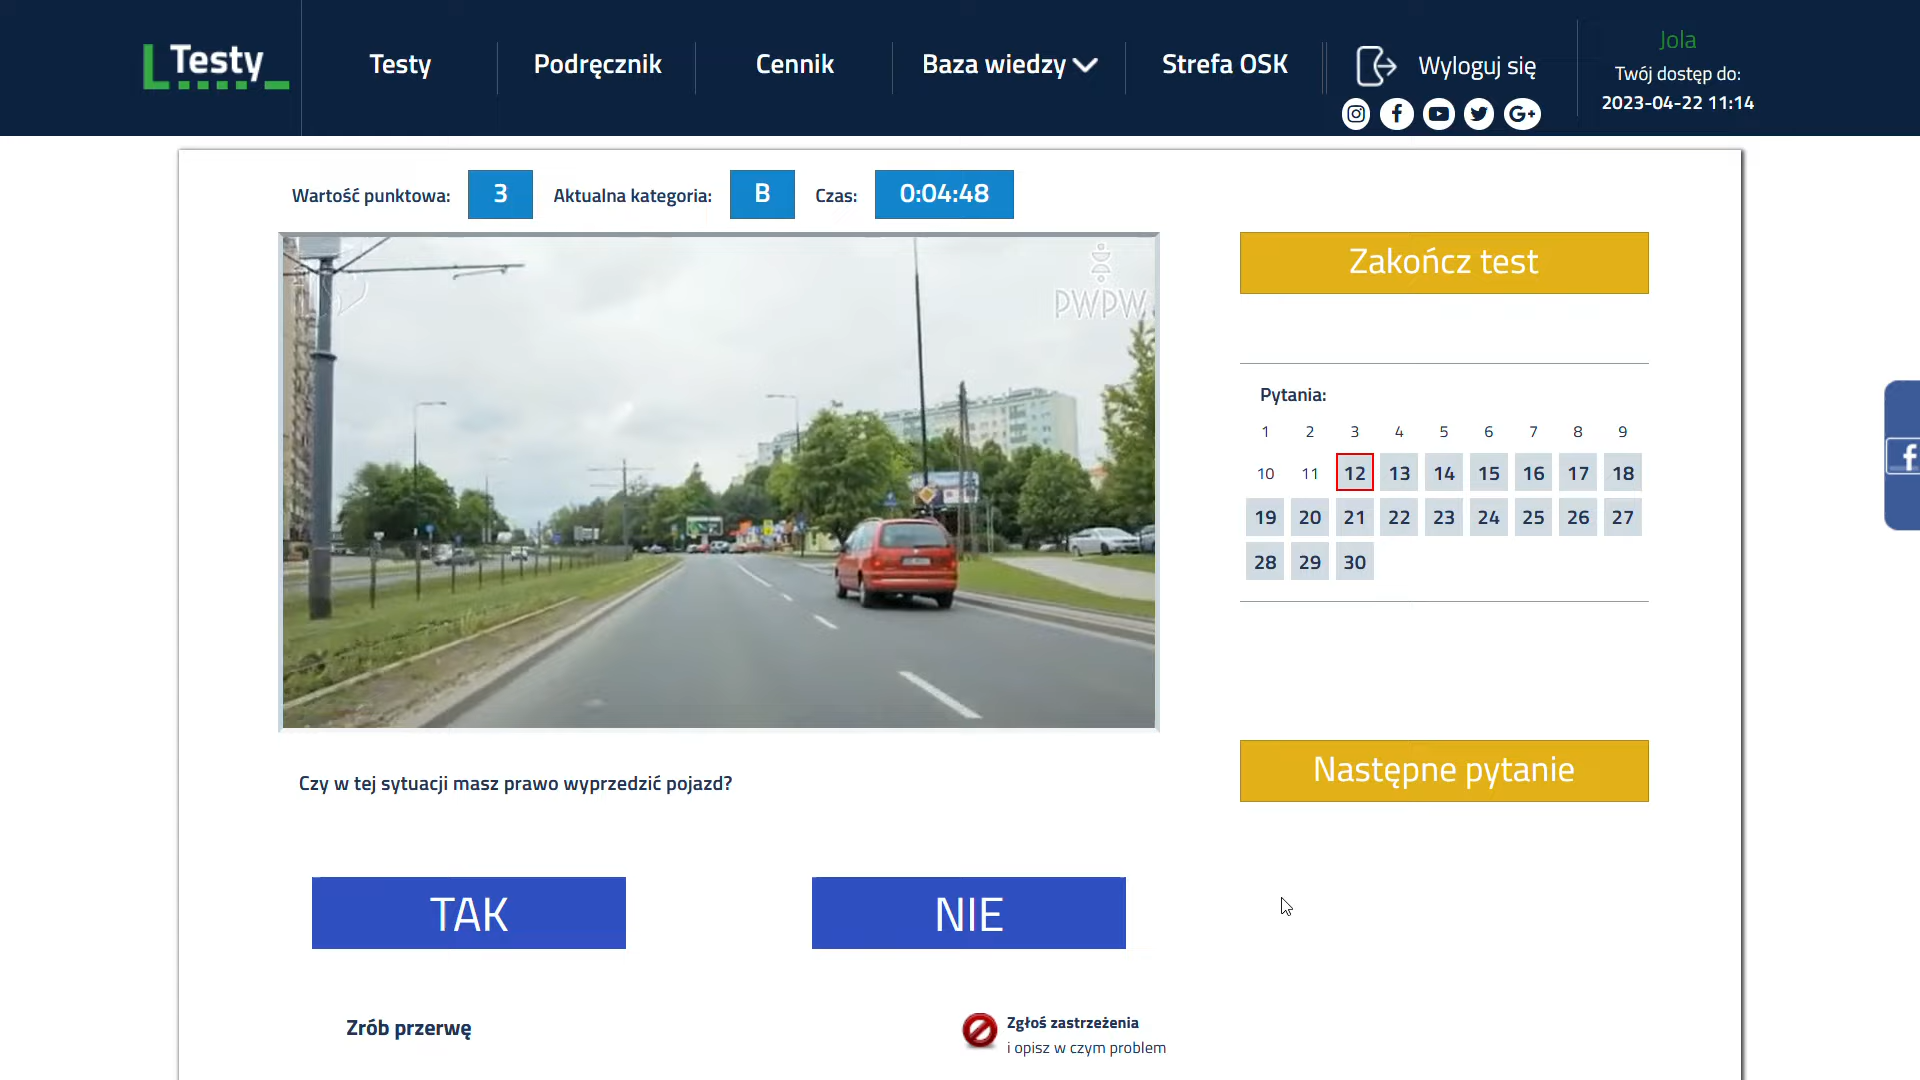 L Testy
Testy
Podręcznik
Cennik
Baza wiedzy
Strefa OSK
Wyloguj się
Jola
Twój dostęp do:
2023-04-22 11:14
Wartość punktowa: 3 Aktualna kategoria: B Czas: 0:04:48
PWPW
Zakończ test
Pytania:
1 2 3 4 5 6 7 8 9
10 11 12 13 14 15 16 17 18
19 20 21 22 23 24 25 26 27
28 29 30
Czy w tej sytuacji masz prawo wyprzedzić pojazd?
Następne pytanie
TAK
NIE
Zrób przerwę
Zgłoś zastrzeżenia
i opisz w czym problem